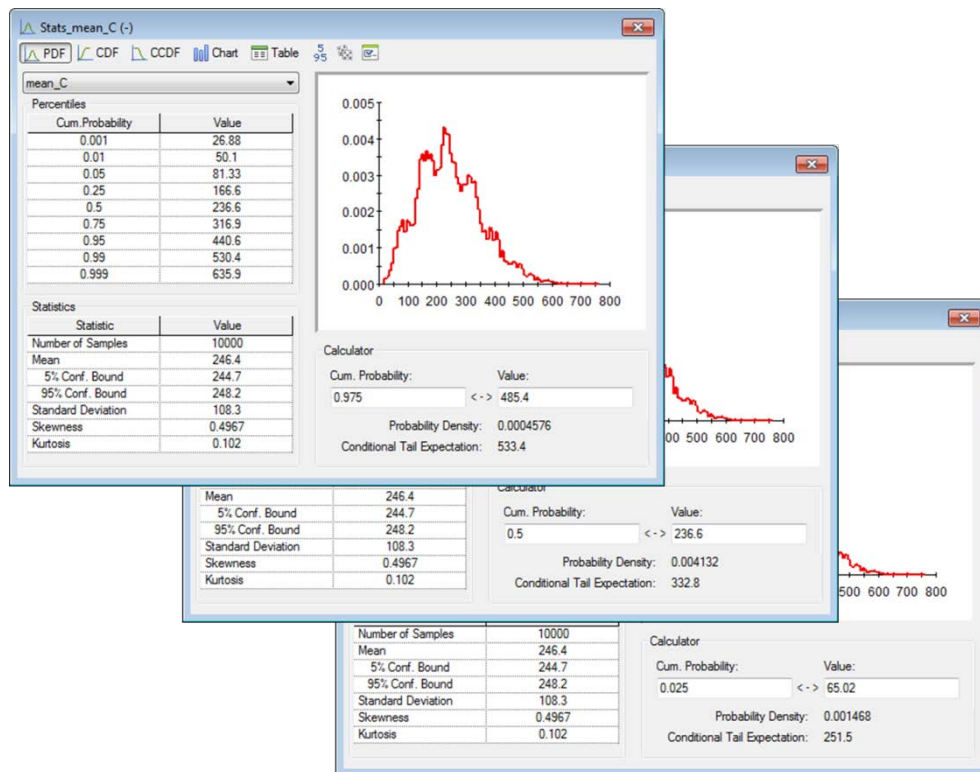 Stats_mean_C (-)
PDF CDF CCDF Chart Table 5 95
mean_C
Percentiles
Cum.Probability Value
0.001 26.88
0.01 50.1
0.05 81.33
0.25 166.6
0.5 236.6
0.75 316.9
0.95 440.6
0.99 530.4
0.999 635.9
Statistics
Statistic Value
Number of Samples 10000
Mean 246.4
5% Conf. Bound 244.7
95% Conf. Bound 248.2
Standard Deviation 108.3
Skewness 0.4967
Kurtosis 0.102
0.005
0.004
0.003
0.002
0.001
0.000
0 100 200 300 400 500 600 700 800
Calculator
Cum. Probability: Value:
0.975 <-> 485.4
Probability Density: 0.0004576
Conditional Tail Expectation: 533.4
00 500 600 700 800
Mean 246.4
5% Conf. Bound 244.7
95% Conf. Bound 248.2
Standard Deviation 108.3
Skewness 0.4967
Kurtosis 0.102
Calculator
Cum. Probability: Value:
0.5 <-> 236.6
Probability Density: 0.004132
Conditional Tail Expectation: 332.8
500 600 700 800
Number of Samples 10000
Mean 246.4
5% Conf. Bound 244.7
95% Conf. Bound 248.2
Standard Deviation 108.3
Skewness 0.4967
Kurtosis 0.102
Calculator
Cum. Probability: Value:
0.025 <-> 65.02
Probability Density: 0.001468
Conditional Tail Expectation: 251.5